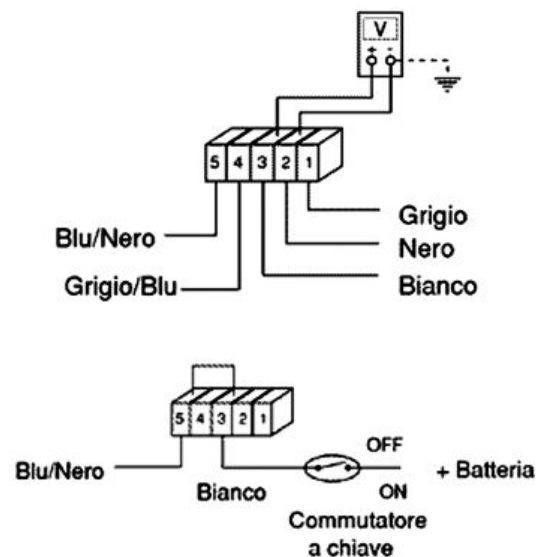 V
+ -
5 4 3 2 1
Grigio
Blu/Nero
Nero
Grigio/Blu
Bianco
5 4 3 2 1
OFF
Blu/Nero
+ Batteria
Bianco
ON
Commutatore
a chiave